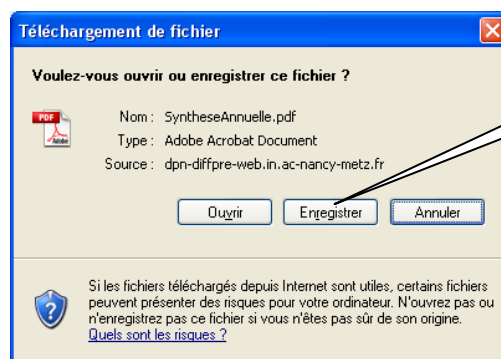 Téléchargement de fichier
Voulez-vous ouvrir ou enregistrer ce fichier ?
PDF
Adobe
Nom : SyntheseAnnuelle.pdf
Type : Adobe Acrobat Document
Source : dpn-diffpre-web.in.ac-nancy-metz.fr
Ouvrir Enregistrer Annuler
Si les fichiers téléchargés depuis Internet sont utiles, certains fichiers
peuvent présenter des risques pour votre ordinateur. N'ouvrez pas ou
n'enregistrez pas ce fichier si vous n'êtes pas sûr de son origine.
Quels sont les risques ?